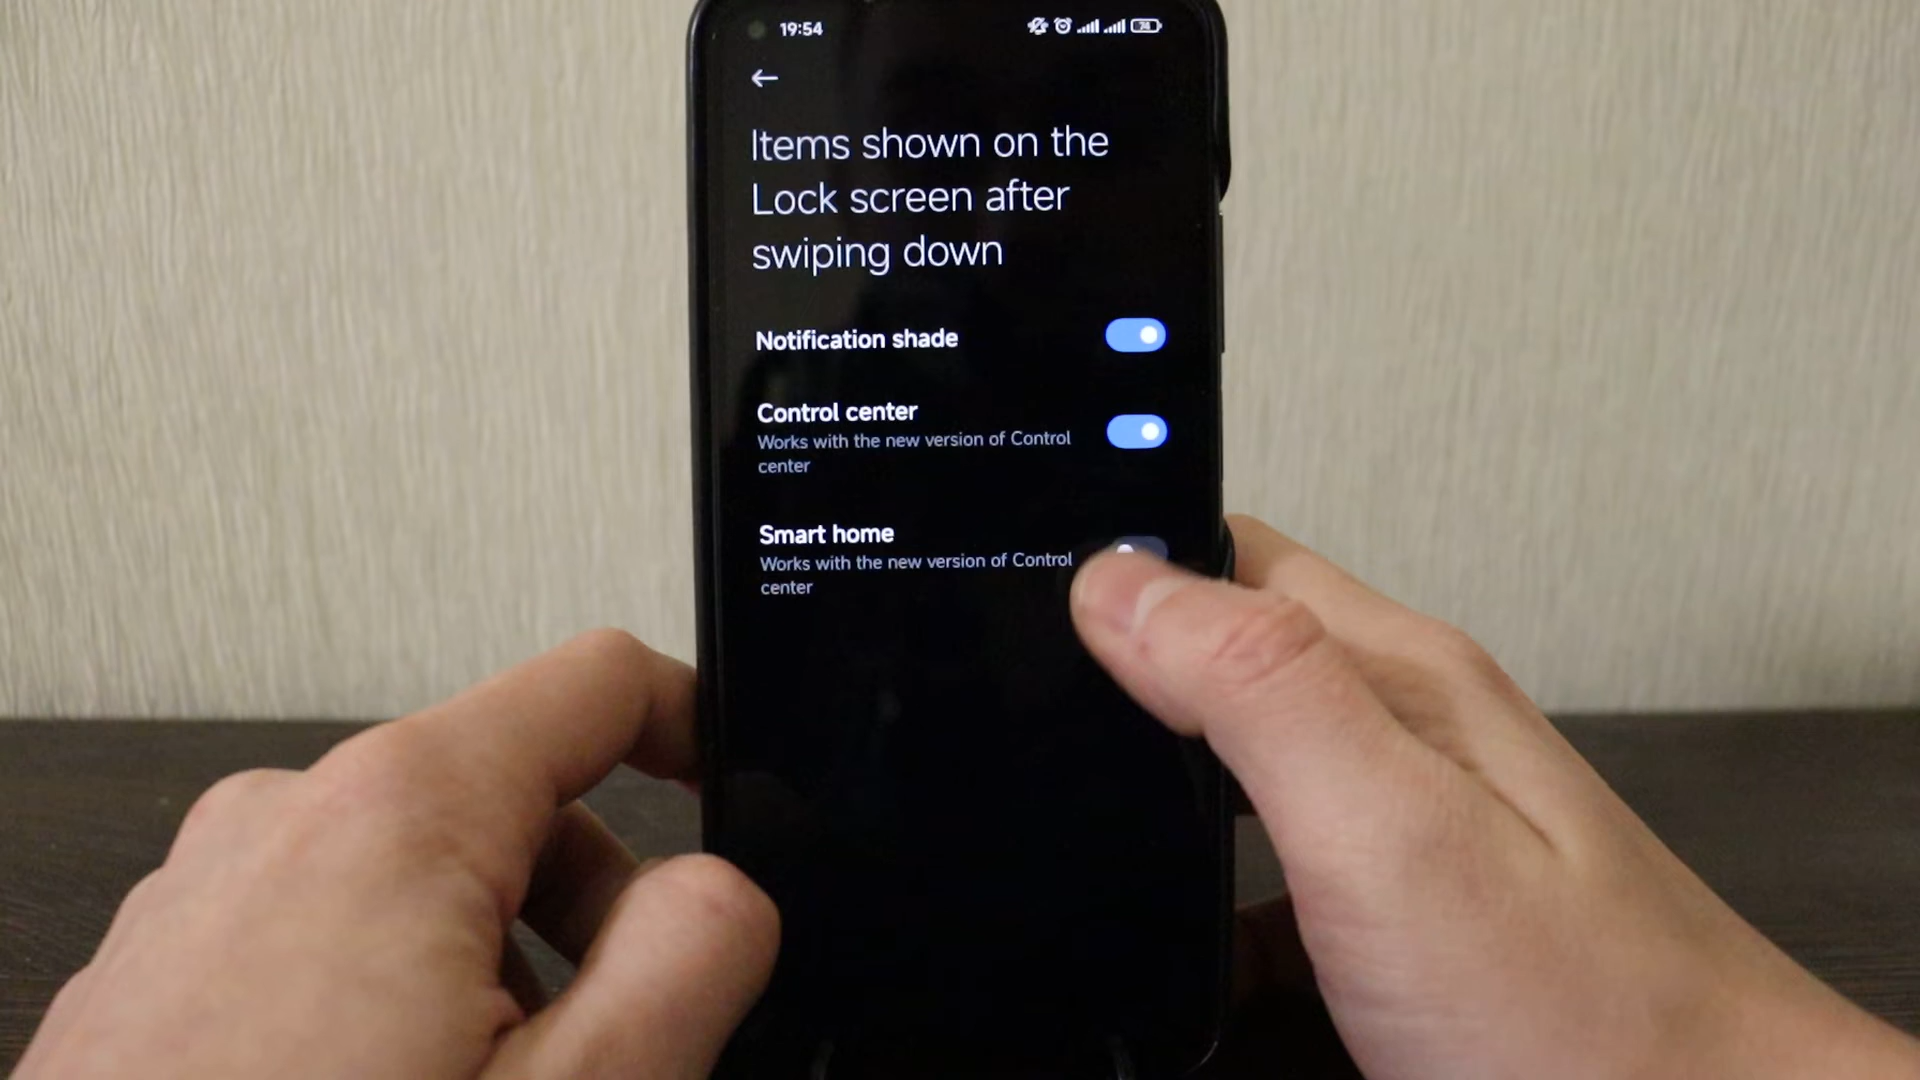 19:54
74
Items shown on the
Lock screen after
swiping down
Notification shade
Control center
Works with the new version of Control
center
Smart home
Works with the new version of Control
center